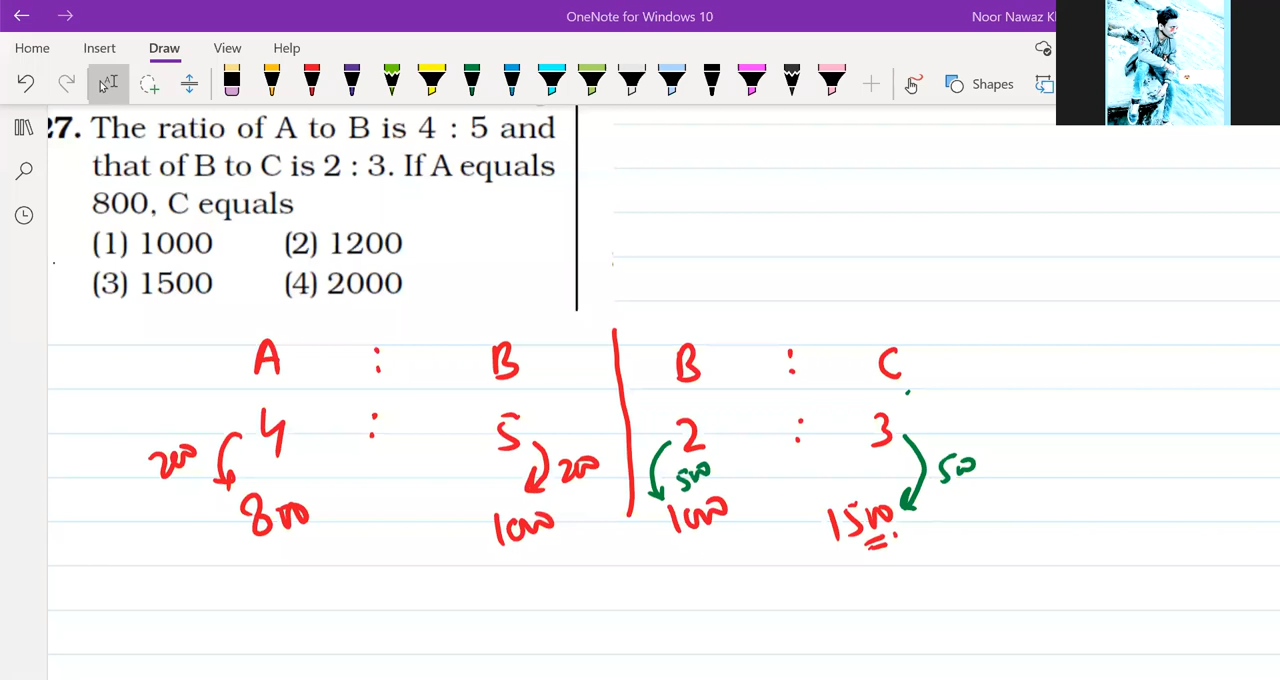 OneNote for Windows 10
Noor Nawaz Kh
Home Insert Draw View Help
Shapes
27. The ratio of A to B is 4 : 5 and
that of B to C is 2 : 3. If A equals
800, C equals
(1) 1000 (2) 1200
(3) 1500 (4) 2000
A : B B : C
4 : 5 2 : 3
200 200 500 500
800 1000 1000 1500